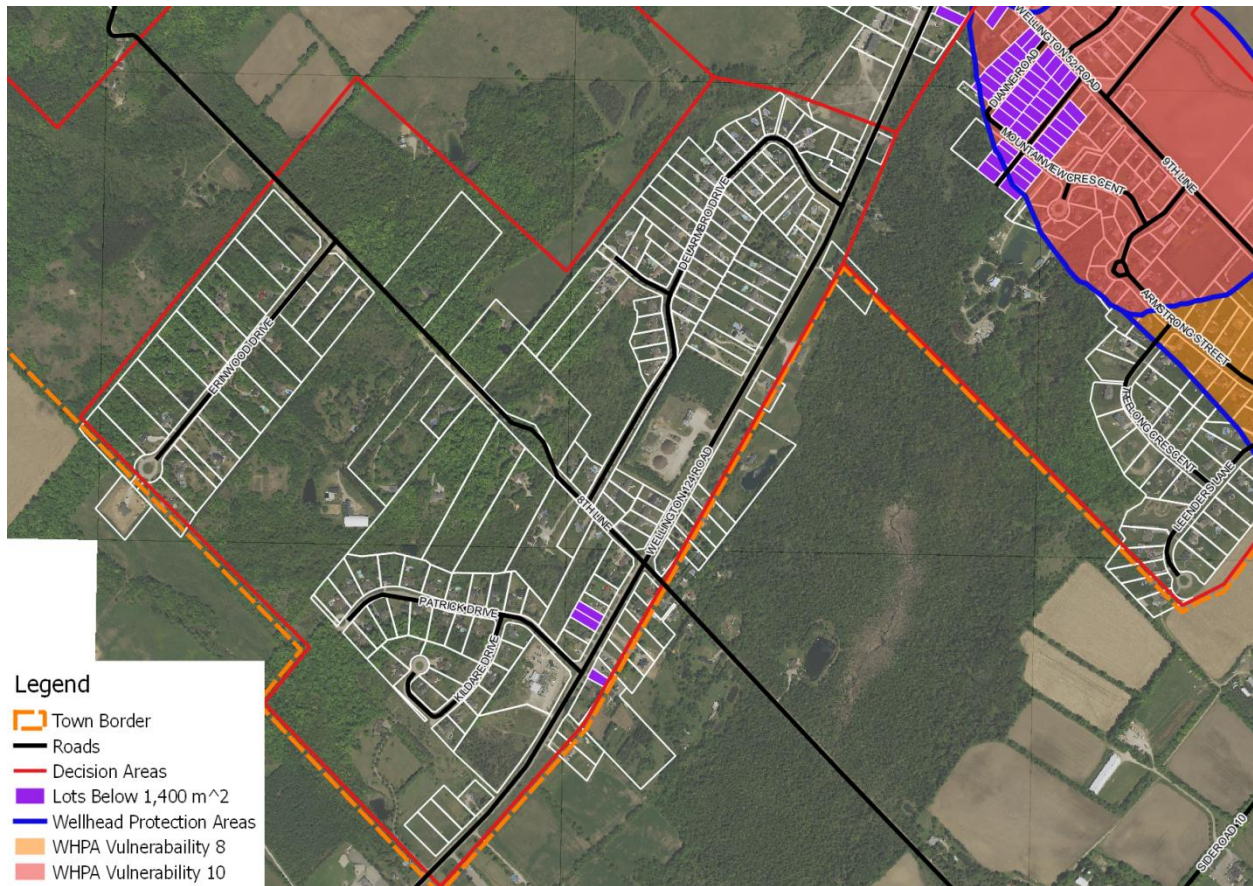 WELLINGTON 52 ROAD
DIANNE ROAD
MOUNTAINVIEW CRESCENT
9TH LINE
DELARMBRO DRIVE
ERINWOOD DRIVE
ARMSTRONG STREET
TREELONG CRESCENT
LEENDERS LANE
WELLINGTON 124 ROAD
8TH LINE
PATRICK DRIVE
KILDARE DRIVE
SIDEROAD 10
Legend
Town Border
Roads
Decision Areas
Lots Below 1,400 m^2
Wellhead Protection Areas
WHPA Vulnerabaility 8
WHPA Vulnerability 10